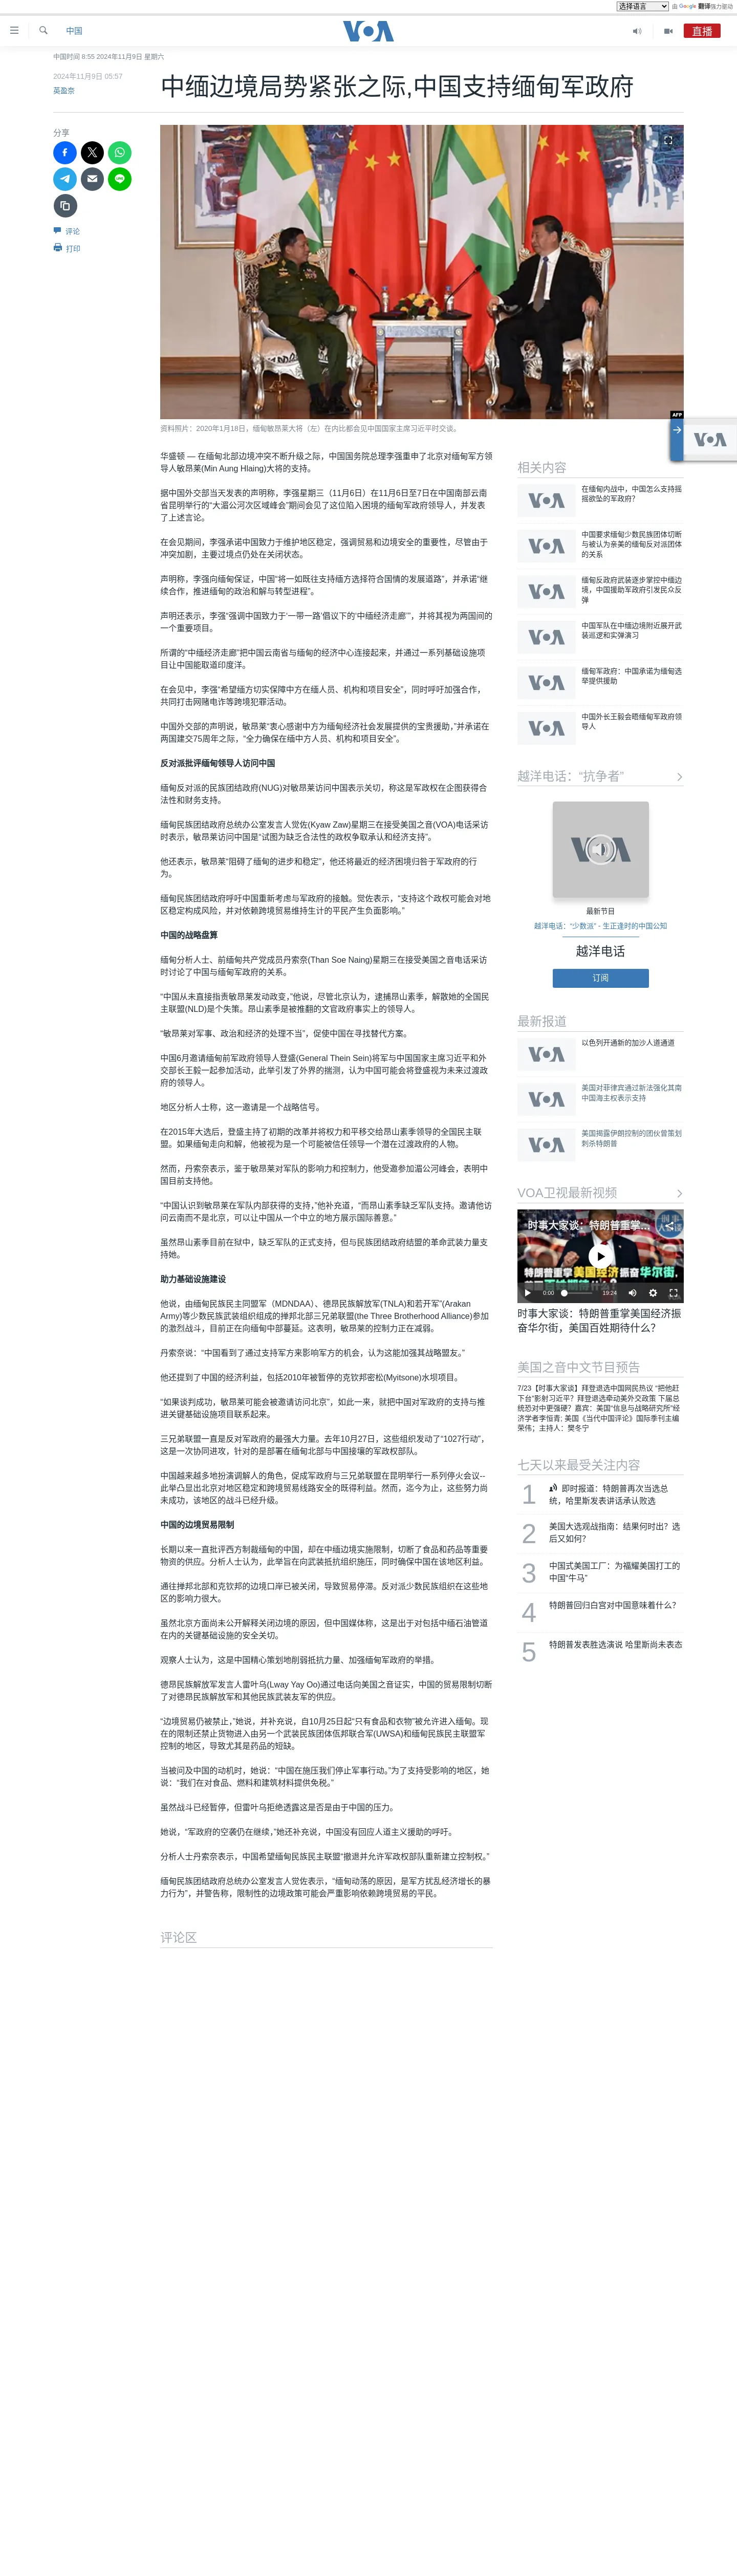 选择语言
由 Google 翻译强力驱动
中国
VOA
直播
中国时间 8:55 2024年11月9日 星期六
2024年11月9日 05:57
英盈奈
中缅边境局势紧张之际,中国支持缅甸军政府
分享
评论
打印
AFP
资料照片：2020年1月18日，缅甸敏昂莱大将（左）在内比都会见中国国家主席习近平时交谈。
华盛顿 — 在缅甸北部边境冲突不断升级之际，中国国务院总理李强重申了北京对缅甸军方领
导人敏昂莱(Min Aung Hlaing)大将的支持。
据中国外交部当天发表的声明称，李强星期三（11月6日）在11月6日至7日在中国南部云南
省昆明举行的“大湄公河次区域峰会”期间会见了这位陷入困境的缅甸军政府领导人，并发表
了上述言论。
在会见期间，李强承诺中国致力于维护地区稳定，强调贸易和边境安全的重要性，尽管由于
冲突加剧，主要过境点仍处在关闭状态。
声明称，李强向缅甸保证，中国“将一如既往支持缅方选择符合国情的发展道路”，并承诺“继
续合作，推进缅甸的政治和解与转型进程”。
声明还表示，李强“强调中国致力于‘一带一路’倡议下的‘中缅经济走廊’”，并将其视为两国间的
一个重要项目。
所谓的“中缅经济走廊”把中国云南省与缅甸的经济中心连接起来，并通过一系列基础设施项
目让中国能取道印度洋。
在会见中，李强“希望缅方切实保障中方在缅人员、机构和项目安全”，同时呼吁加强合作，
共同打击网赌电诈等跨境犯罪活动。
中国外交部的声明说，敏昂莱“衷心感谢中方为缅甸经济社会发展提供的宝贵援助，”并承诺在
两国建交75周年之际，“全力确保在缅中方人员、机构和项目安全”。
反对派批评缅甸领导人访问中国
缅甸反对派的民族团结政府(NUG)对敏昂莱访问中国表示关切，称这是军政权在企图获得合
法性和财务支持。
缅甸民族团结政府总统办公室发言人觉佐(Kyaw Zaw)星期三在接受美国之音(VOA)电话采访
时表示，敏昂莱访问中国是“试图为缺乏合法性的政权争取承认和经济支持”。
他还表示，敏昂莱“阻碍了缅甸的进步和稳定”，他还将最近的经济困境归咎于军政府的行
为。
缅甸民族团结政府呼吁中国重新考虑与军政府的接触。觉佐表示，“支持这个政权可能会对地
区稳定构成风险，并对依赖跨境贸易维持生计的平民产生负面影响。”
中国的战略盘算
缅甸分析人士、前缅甸共产党成员丹索奈(Than Soe Naing)星期三在接受美国之音电话采访
时讨论了中国与缅甸军政府的关系。
“中国从未直接指责敏昂莱发动政变，”他说，尽管北京认为，逮捕昂山素季，解散她的全国民
主联盟(NLD)是个失策。昂山素季是被推翻的文官政府事实上的领导人。
“敏昂莱对军事、政治和经济的处理不当”，促使中国在寻找替代方案。
中国6月邀请缅甸前军政府领导人登盛(General Thein Sein)将军与中国国家主席习近平和外
交部长王毅一起参加活动，此举引发了外界的揣测，认为中国可能会将登盛视为未来过渡政
府的领导人。
地区分析人士称，这一邀请是一个战略信号。
在2015年大选后，登盛主持了初期的改革并将权力和平移交给昂山素季领导的全国民主联
盟。如果缅甸走向和解，他被视为是一个可能被信任领导一个潜在过渡政府的人物。
然而，丹索奈表示，鉴于敏昂莱对军队的影响力和控制力，他受邀参加湄公河峰会，表明中
国目前支持他。
“中国认识到敏昂莱在军队内部获得的支持，”他补充道，“而昂山素季缺乏军队支持。邀请他访
问云南而不是北京，可以让中国从一个中立的地方展示国际善意。”
虽然昂山素季目前在狱中，缺乏军队的正式支持，但与民族团结政府结盟的革命武装力量支
持她。
助力基础设施建设
他说，由缅甸民族民主同盟军（MDNDAA)、德昂民族解放军(TNLA)和若开军”(Arakan
Army)等少数民族武装组织组成的掸邦北部三兄弟联盟(the Three Brotherhood Alliance)参加
的激烈战斗，目前正在向缅甸中部蔓延。这表明，敏昂莱的控制力正在减弱。
丹索奈说：“中国看到了通过支持军方来影响军方的机会，认为这能加强其战略盟友。”
他还提到了中国的经济利益，包括2010年被暂停的克钦邦密松(Myitsone)水坝项目。
“如果谈判成功，敏昂莱可能会被邀请访问北京”，如此一来，就把中国对军政府的支持与推
进关键基础设施项目联系起来。
三兄弟联盟一直是反对军政府的最强大力量。去年10月27日，这些组织发动了“1027行动”，
这是一次协同进攻，针对的是部署在缅甸北部与中国接壤的军政权部队。
中国越来越多地扮演调解人的角色，促成军政府与三兄弟联盟在昆明举行一系列停火会议--
此举凸显出北京对地区稳定和跨境贸易线路安全的既得利益。然而，迄今为止，这些努力尚
未成功，该地区的战斗已经升级。
中国的边境贸易限制
长期以来一直批评西方制裁缅甸的中国，却在中缅边境实施限制，切断了食品和药品等重要
物资的供应。分析人士认为，此举旨在向武装抵抗组织施压，同时确保中国在该地区利益。
通往掸邦北部和克钦邦的边境口岸已被关闭，导致贸易停滞。反对派少数民族组织在这些地
区的影响力很大。
虽然北京方面尚未公开解释关闭边境的原因，但中国媒体称，这是出于对包括中缅石油管道
在内的关键基础设施的安全关切。
观察人士认为，这是中国精心策划地削弱抵抗力量、加强缅甸军政府的举措。
德昂民族解放军发言人雷叶乌(Lway Yay Oo)通过电话向美国之音证实，中国的贸易限制切断
了对德昂民族解放军和其他民族武装友军的供应。
“边境贸易仍被禁止，”她说，并补充说，自10月25日起“只有食品和衣物”被允许进入缅甸。现
在的限制还禁止货物进入由另一个武装民族团体佤邦联合军(UWSA)和缅甸民族民主联盟军
控制的地区，导致尤其是药品的短缺。
当被问及中国的动机时，她说：“中国在施压我们停止军事行动。”为了支持受影响的地区，她
说：“我们在对食品、燃料和建筑材料提供免税。”
虽然战斗已经暂停，但雷叶乌拒绝透露这是否是由于中国的压力。
她说，“军政府的空袭仍在继续，”她还补充说，中国没有回应人道主义援助的呼吁。
分析人士丹索奈表示，中国希望缅甸民族民主联盟“撤退并允许军政权部队重新建立控制权。”
缅甸民族团结政府总统办公室发言人觉佐表示，“缅甸动荡的原因，是军方扰乱经济增长的暴
力行为”，并警告称，限制性的边境政策可能会严重影响依赖跨境贸易的平民。
评论区
相关内容
VOA
在缅甸内战中，中国怎么支持摇
摇欲坠的军政府？
VOA
中国要求缅甸少数民族团体切断
与被认为亲美的缅甸反对派团体
的关系
VOA
缅甸反政府武装逐步掌控中缅边
境，中国援助军政府引发民众反
弹
VOA
中国军队在中缅边境附近展开武
装巡逻和实弹演习
VOA
缅甸军政府：中国承诺为缅甸选
举提供援助
VOA
中国外长王毅会晤缅甸军政府领
导人
VOA
越洋电话：“抗争者”
VOA
最新节目
越洋电话：“少数派” - 生正逢时的中国公知
越洋电话
订阅
最新报道
VOA
以色列开通新的加沙人道通道
VOA
美国对菲律宾通过新法强化其南
中国海主权表示支持
VOA
美国揭露伊朗控制的团伙曾策划
刺杀特朗普
VOA卫视最新视频
时事大家谈：特朗普重掌...
特朗普重掌美国经济振奋华尔街，
0:00
19:24
时事大家谈：特朗普重掌美国经济振
奋华尔街，美国百姓期待什么？
美国之音中文节目预告
7/23【时事大家谈】拜登退选中国网民热议 “把他赶
下台”影射习近平？拜登退选牵动美外交政策 下届总
统恐对中更强硬？嘉宾：美国“信息与战略研究所”经
济学者李恒青; 美国《当代中国评论》国际季刊主编
荣伟；主持人：樊冬宁
七天以来最受关注内容
1
即时报道：特朗普再次当选总
统，哈里斯发表讲话承认败选
2
美国大选观战指南：结果何时出？选
后又如何？
3
中国式美国工厂：为福耀美国打工的
中国“牛马”
4
特朗普回归白宫对中国意味着什么？
5
特朗普发表胜选演说 哈里斯尚未表态